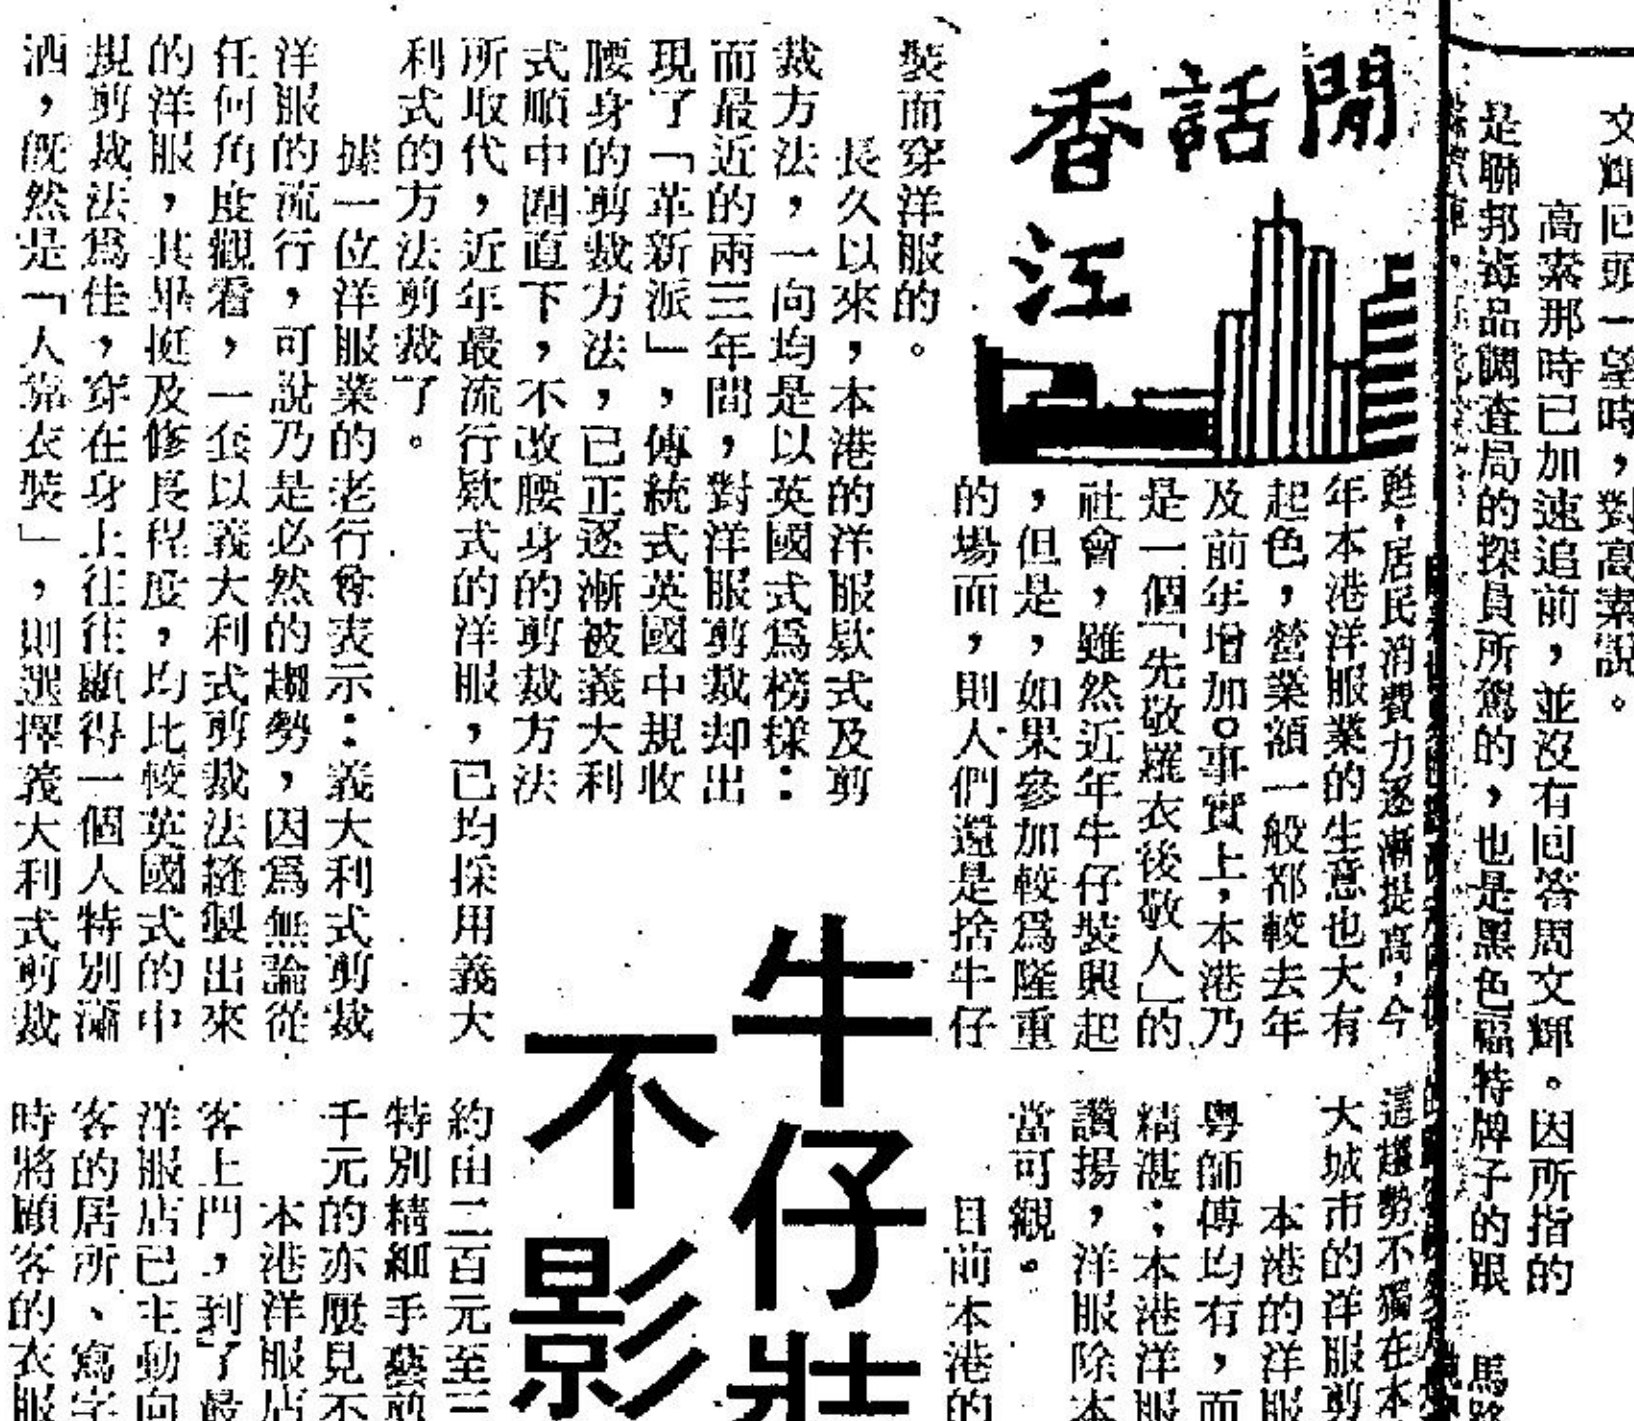 文輝回頭一望時，對高素說。
高素那時已加速追前，並沒有回答周文輝。因所指的
是聯邦毒品調查局的探員所駕的，也是黑色福特牌子的跟
馬路
閒話
香江
甦，居民消費力逐漸提高，今
年本港洋服業的生意也大有
起色，營業額一般都較去年
及前年增加。事實上，本港乃
是一個「先敬羅衣後敬人」的
社會，雖然近年牛仔裝興起
，但是，如果參加較爲隆重
的場面，則人們還是捨牛仔
裝而穿洋服的。
長久以來，本港的洋服欵式及剪
裁方法，一向均是以英國式爲榜樣：
而最近的兩三年間，對洋服剪裁却出
現了「革新派」，傳統式英國中規收
腰身的剪裁方法，已正逐漸被義大利
式順中園直下，不改腰身的剪裁方法
所取代，近年最流行欵式的洋服，已均採用義大
利式的方法剪裁了。
據一位洋服業的老行尊表示：義大利式剪裁
洋服的流行，可說乃是必然的趨勢，因爲無論從
任何角度觀看，一套以義大利式剪裁法縫製出來
的洋服，其畢挺及修長程度，均比較英國式的中
規剪裁法爲佳，穿在身上往往顯得一個人特別瀟
洒，既然是「人靠衣裝」，則選擇義大利式剪裁
牛仔壯
不影
這趨勢不獨在本
大城市的洋服剪
本港的洋服
粤師傅均有，而
精湛；本港洋服
讚揚，洋服除本
當可觀。
目前本港的
約由二百元至三
特別精細手藝煎
千元的亦屢見不
本港洋服店
客上門，到了最
洋服店已主動向
客的居所、寫字
時將顧客的衣服